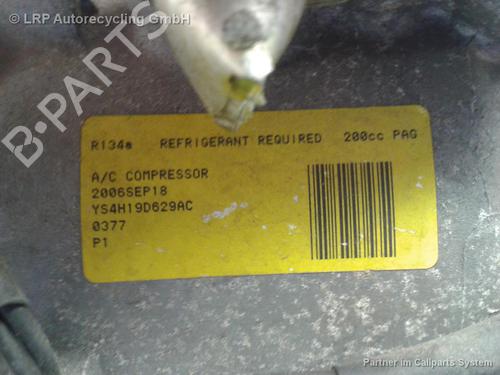 © LRP Autorecycling GmbH
B-PARTS
R134a REFRIGERANT REQUIRED 200cc PAG
A/C COMPRESSOR
2006SEP18
YS4H19D629AC
0377
P1
Partner im Callparts System